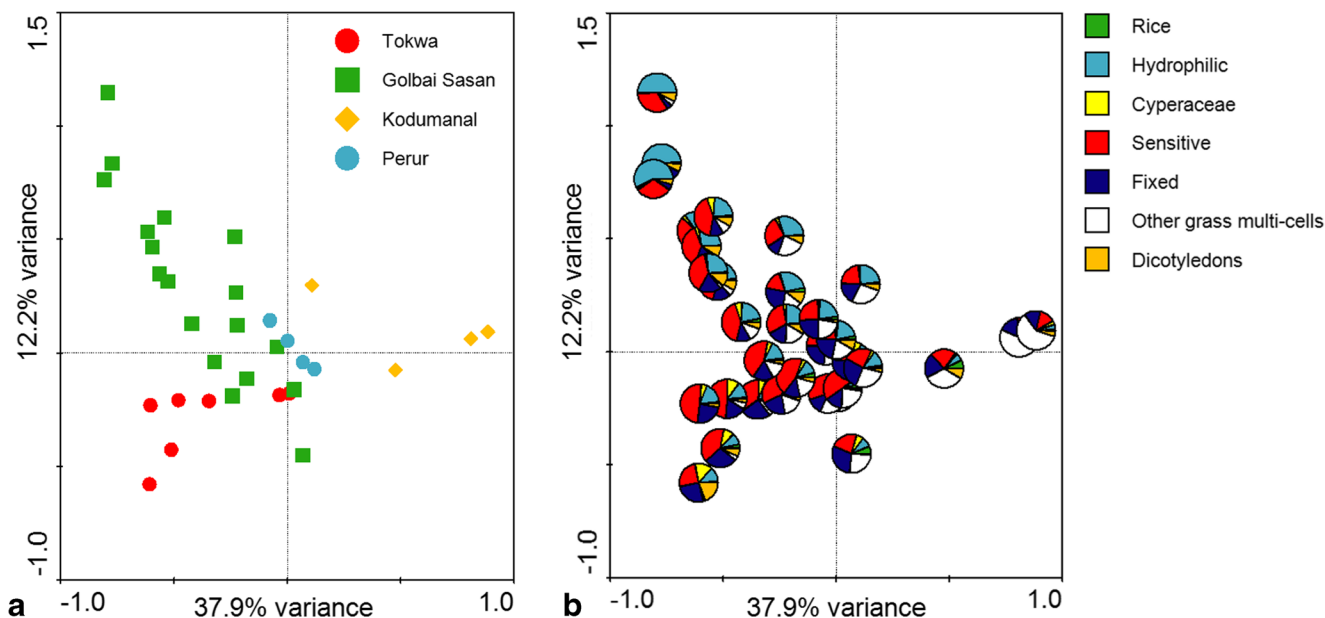 1.5
12.2% variance
-1.0
-1.0
37.9% variance
1.0
a
Tokwa
Golbai Sasan
Kodumanal
Perur
1.5
12.2% variance
-1.0
-1.0
37.9% variance
1.0
b
Rice
Hydrophilic
Cyperaceae
Sensitive
Fixed
Other grass multi-cells
Dicotyledons